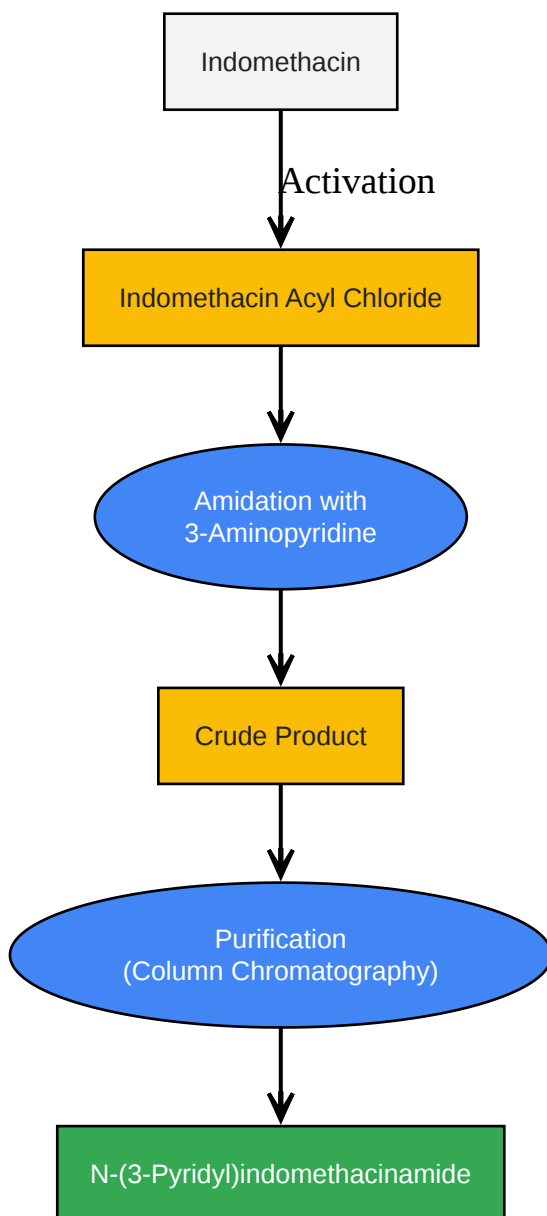 Indomethacin
Activation
Indomethacin Acyl Chloride
Amidation with
3-Aminopyridine
Crude Product
Purification
(Column Chromatography)
N-(3-Pyridyl)indomethacinamide